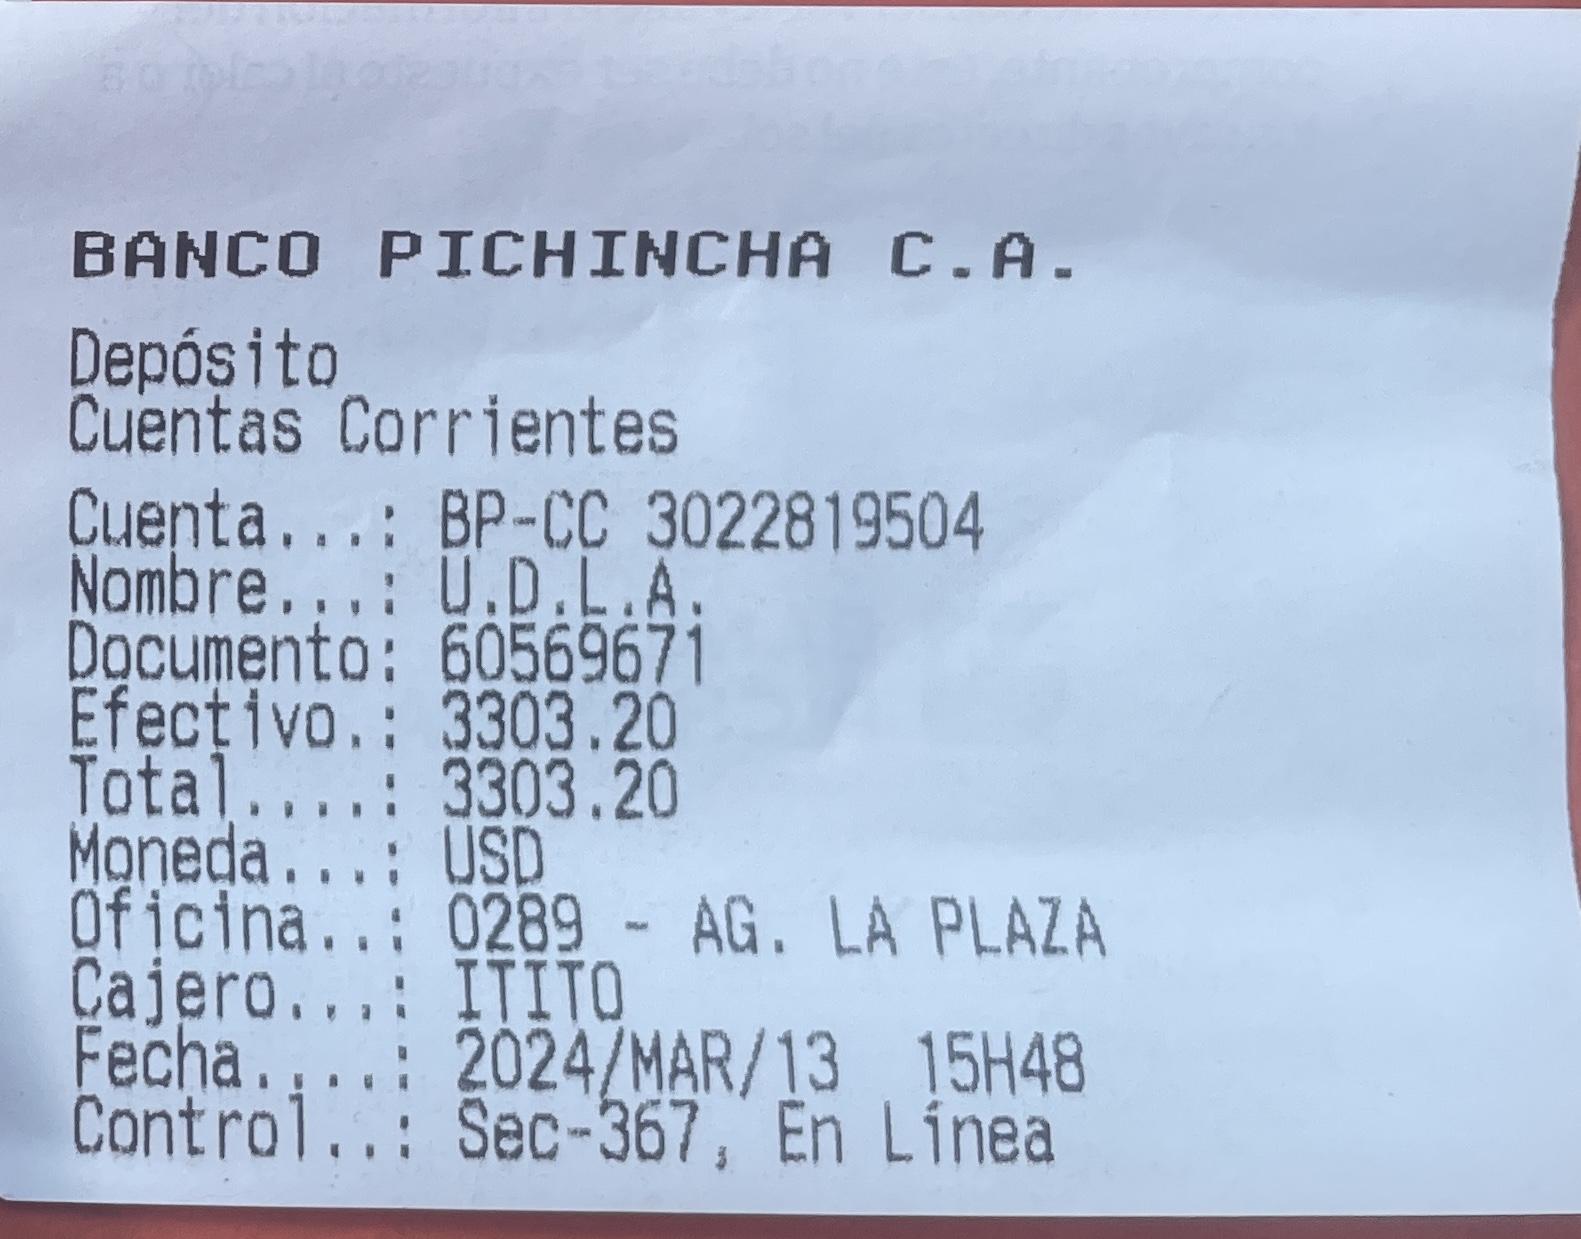 BANCO PICHINCHA C.A.
Depósito
Cuentas Corrientes
Cuenta...: BP-CC 3022819504
Nombre...: U.D.L.A.
Documento: 60569671
Efectivo.: 3303.20
Total....: 3303.20
Moneda...: USD
Oficina..: 0289 - AG. LA PLAZA
Cajero...: ITITO
Fecha....: 2024/MAR/13  15H48
Control..: Sec-367, En Línea